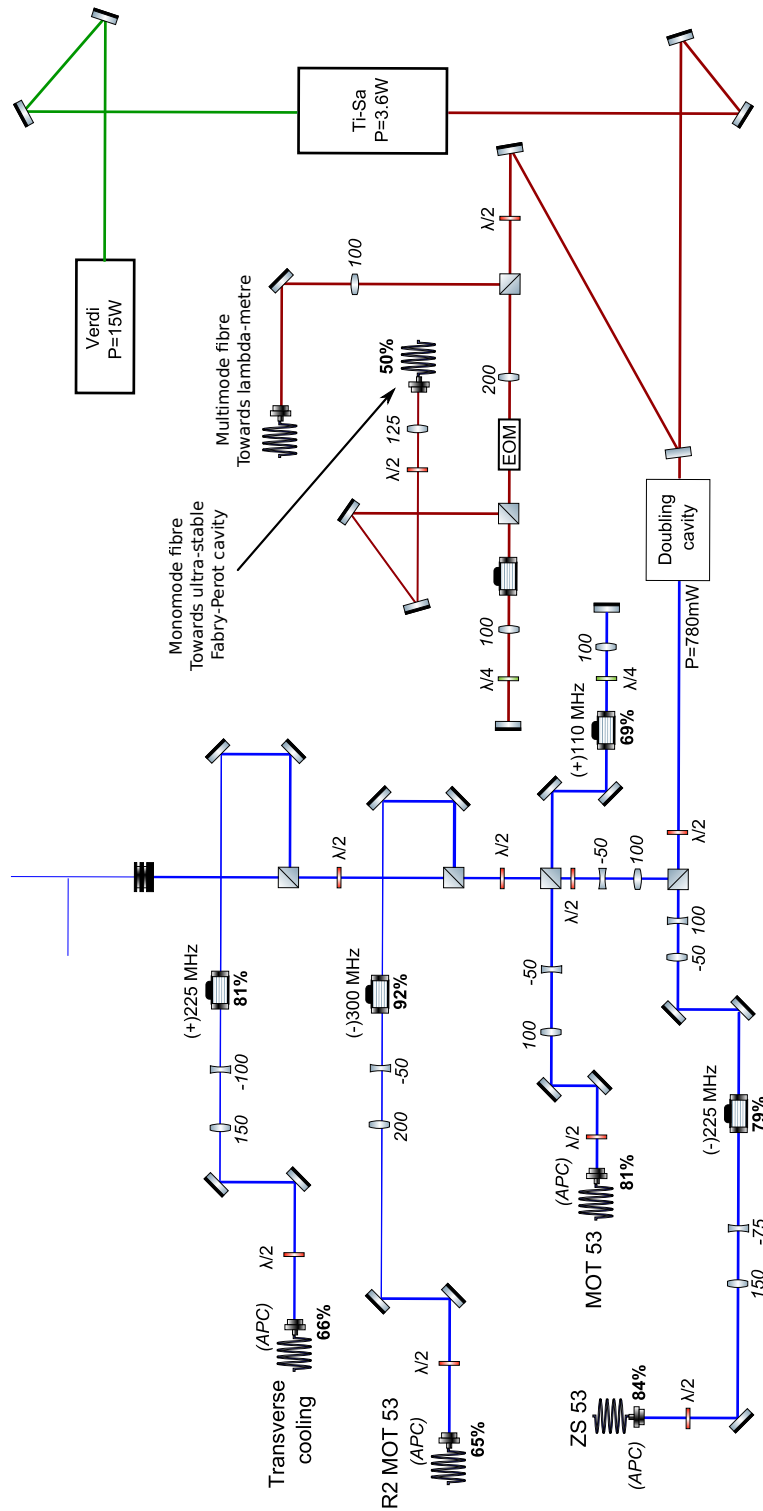 Verdi
P=15W
Ti-Sa
P=3.6W
λ/2
100
Multimode fibre
Towards lambda-metre
50%
200
125
λ/2
EOM
Monomode fibre
Towards ultra-stable
Fabry-Perot cavity
100
λ/4
Doubling
cavity
P=780mW
100
λ/4
(+)110 MHz
69%
λ/2
λ/2
λ/2
λ/2
-50
100
100
-50
(+)225 MHz
81%
-100
150
λ/2
(APC)
66%
Transverse
cooling
(-)300 MHz
92%
-50
200
λ/2
(APC)
65%
R2 MOT 53
-50
100
λ/2
(APC)
81%
MOT 53
(-)225 MHz
79%
-75
150
λ/2
84%
(APC)
ZS 53